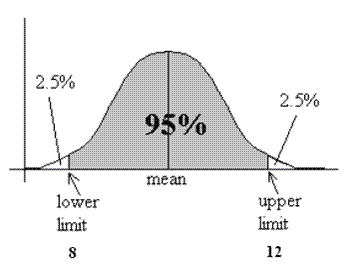 2.5%
2.5%
95%
mean
lower
limit
upper
limit
8
12